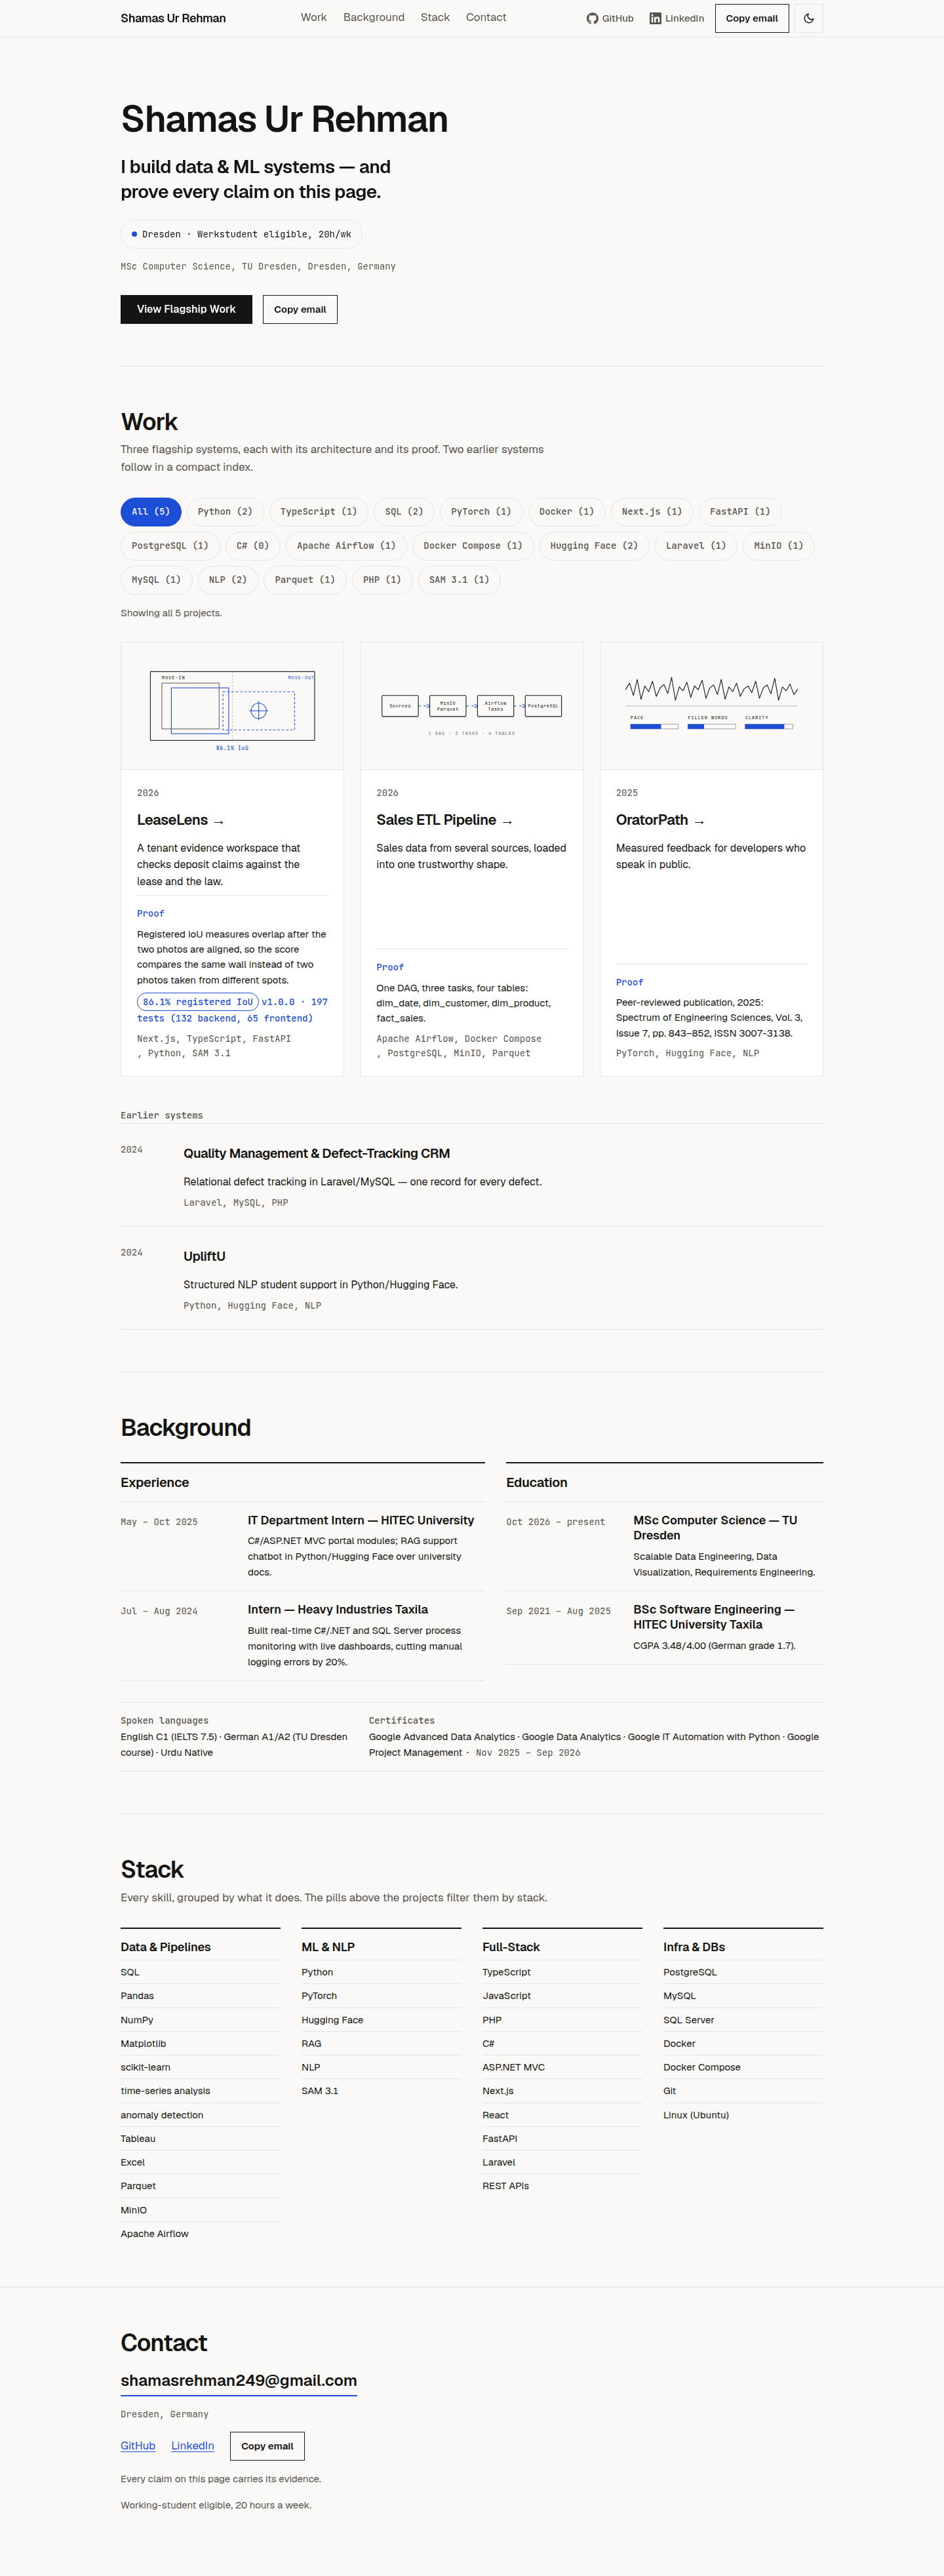 Shamas Ur Rehman
Work Background Stack Contact
GitHub LinkedIn Copy email
Shamas Ur Rehman
I build data & ML systems — and
prove every claim on this page.
Dresden · Werkstudent eligible, 20h/wk
MSc Computer Science, TU Dresden, Dresden, Germany
View Flagship Work Copy email
Work
Three flagship systems, each with its architecture and its proof. Two earlier systems
follow in a compact index.
All (5) Python (2) TypeScript (1) SQL (2) PyTorch (1) Docker (1) Next.js (1) FastAPI (1)
PostgreSQL (1) C# (0) Apache Airflow (1) Docker Compose (1) Hugging Face (2) Laravel (1) MinIO (1)
MySQL (1) NLP (2) Parquet (1) PHP (1) SAM 3.1 (1)
Showing all 5 projects.
MOVE-IN MOVE-OUT
86.1% IoU
2026
LeaseLens →
A tenant evidence workspace that
checks deposit claims against the
lease and the law.
Proof
Registered IoU measures overlap after the
two photos are aligned, so the score
compares the same wall instead of two
photos taken from different spots.
86.1% registered IoU v1.0.0 · 197
tests (132 backend, 65 frontend)
Next.js, TypeScript, FastAPI
, Python, SAM 3.1
Sources
MinIO
Parquet
Airflow
Tasks
PostgreSQL
1 DAG · 3 TASKS · 4 TABLES
2026
Sales ETL Pipeline →
Sales data from several sources, loaded
into one trustworthy shape.
Proof
One DAG, three tasks, four tables:
dim_date, dim_customer, dim_product,
fact_sales.
Apache Airflow, Docker Compose
, PostgreSQL, MinIO, Parquet
PACE FILLER WORDS CLARITY
2025
OratorPath →
Measured feedback for developers who
speak in public.
Proof
Peer-reviewed publication, 2025:
Spectrum of Engineering Sciences, Vol. 3,
Issue 7, pp. 843–852, ISSN 3007-3138.
PyTorch, Hugging Face, NLP
Earlier systems
2024
Quality Management & Defect-Tracking CRM
Relational defect tracking in Laravel/MySQL — one record for every defect.
Laravel, MySQL, PHP
2024
UpliftU
Structured NLP student support in Python/Hugging Face.
Python, Hugging Face, NLP
Background
Experience
May – Oct 2025
IT Department Intern — HITEC University
C#/ASP.NET MVC portal modules; RAG support
chatbot in Python/Hugging Face over university
docs.
Jul – Aug 2024
Intern — Heavy Industries Taxila
Built real-time C#/.NET and SQL Server process
monitoring with live dashboards, cutting manual
logging errors by 20%.
Education
Oct 2026 – present
MSc Computer Science — TU
Dresden
Scalable Data Engineering, Data
Visualization, Requirements Engineering.
Sep 2021 – Aug 2025
BSc Software Engineering —
HITEC University Taxila
CGPA 3.48/4.00 (German grade 1.7).
Spoken languages
English C1 (IELTS 7.5) · German A1/A2 (TU Dresden
course) · Urdu Native
Certificates
Google Advanced Data Analytics · Google Data Analytics · Google IT Automation with Python · Google
Project Management · Nov 2025 – Sep 2026
Stack
Every skill, grouped by what it does. The pills above the projects filter them by stack.
Data & Pipelines
SQL
Pandas
NumPy
Matplotlib
scikit-learn
time-series analysis
anomaly detection
Tableau
Excel
Parquet
MinIO
Apache Airflow
ML & NLP
Python
PyTorch
Hugging Face
RAG
NLP
SAM 3.1
Full-Stack
TypeScript
JavaScript
PHP
C#
ASP.NET MVC
Next.js
React
FastAPI
Laravel
REST APIs
Infra & DBs
PostgreSQL
MySQL
SQL Server
Docker
Docker Compose
Git
Linux (Ubuntu)
Contact
shamasrehman249@gmail.com
Dresden, Germany
GitHub LinkedIn Copy email
Every claim on this page carries its evidence.
Working-student eligible, 20 hours a week.